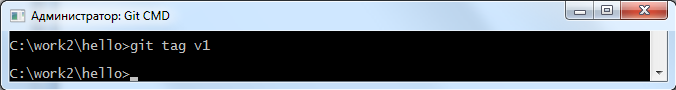 Администратор: Git CMD
C:\work2\hello>git tag v1
C:\work2\hello>